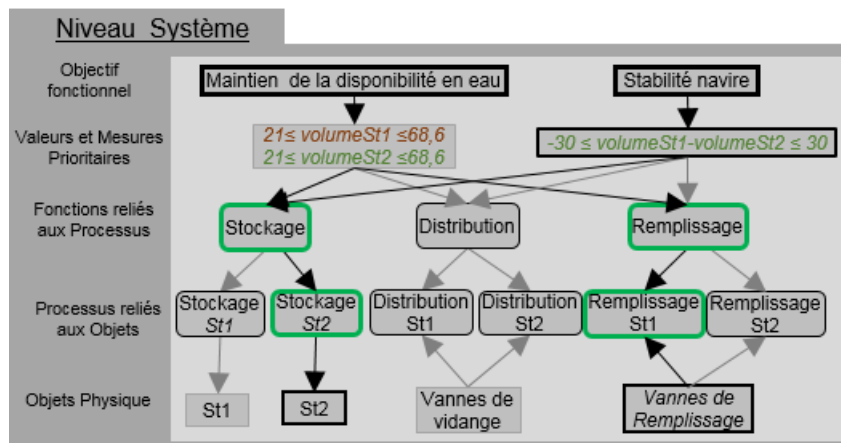 Niveau Système
Objectif
fonctionnel
Maintien de la disponibilité en eau
Stabilité navire
Valeurs et Mesures
Prioritaires
21≤ volumeSt1 ≤68,6
21≤ volumeSt2 ≤68,6
-30 ≤ volumeSt1-volumeSt2 ≤ 30
Fonctions reliés
aux Processus
Stockage
Distribution
Remplissage
Processus reliés
aux Objets
Stockage
St1
Stockage
St2
Distribution
St1
Distribution
St2
Remplissage
St1
Remplissage
St2
Objets Physique
St1
St2
Vannes de
vidange
Vannes de
Remplissage